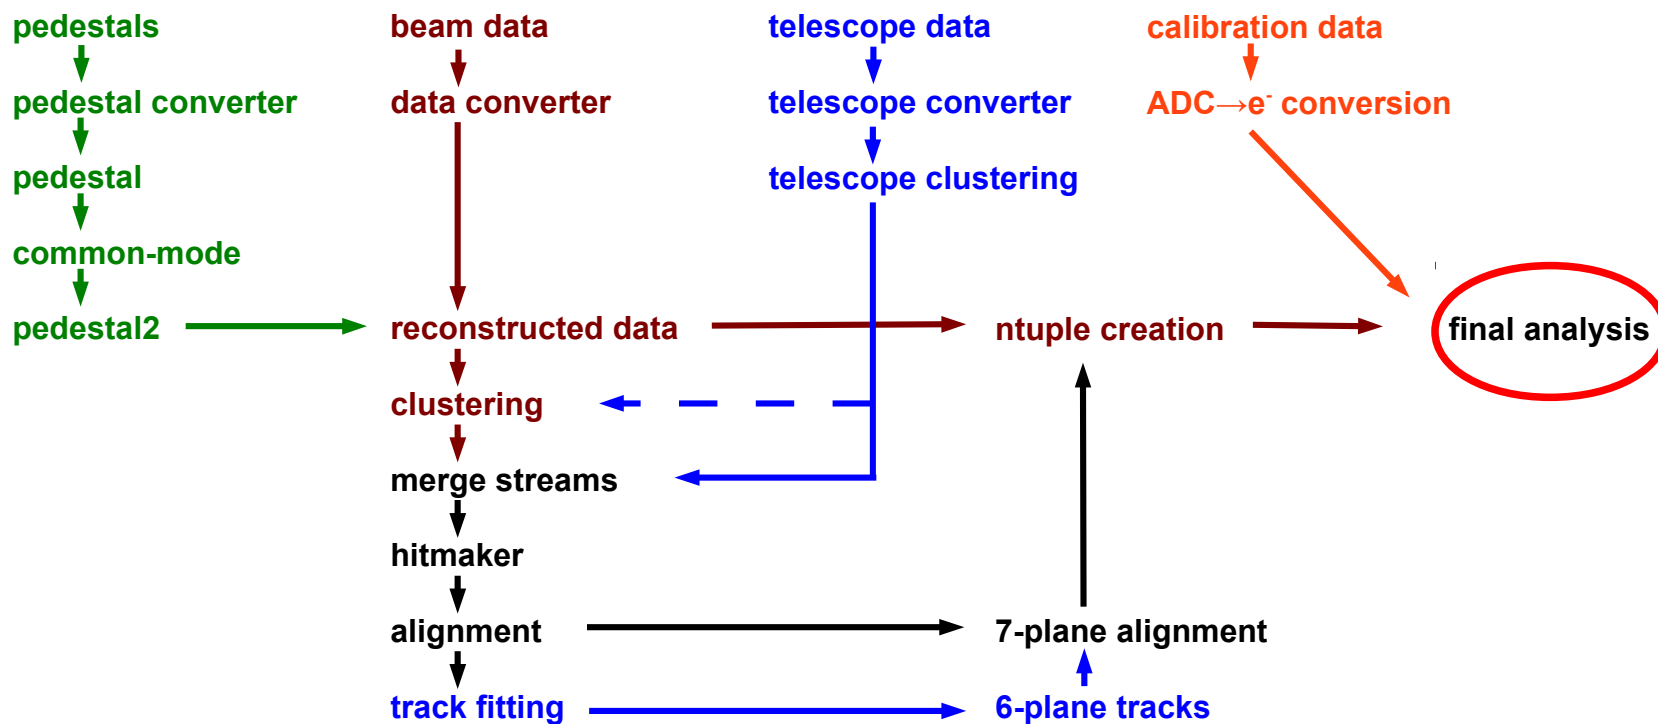 pedestals
beam data
telescope data
calibration data
pedestal converter
data converter
telescope converter
ADC→e- conversion
pedestal
telescope clustering
common-mode
pedestal2
reconstructed data
ntuple creation
final analysis
clustering
merge streams
hitmaker
alignment
7-plane alignment
track fitting
6-plane tracks